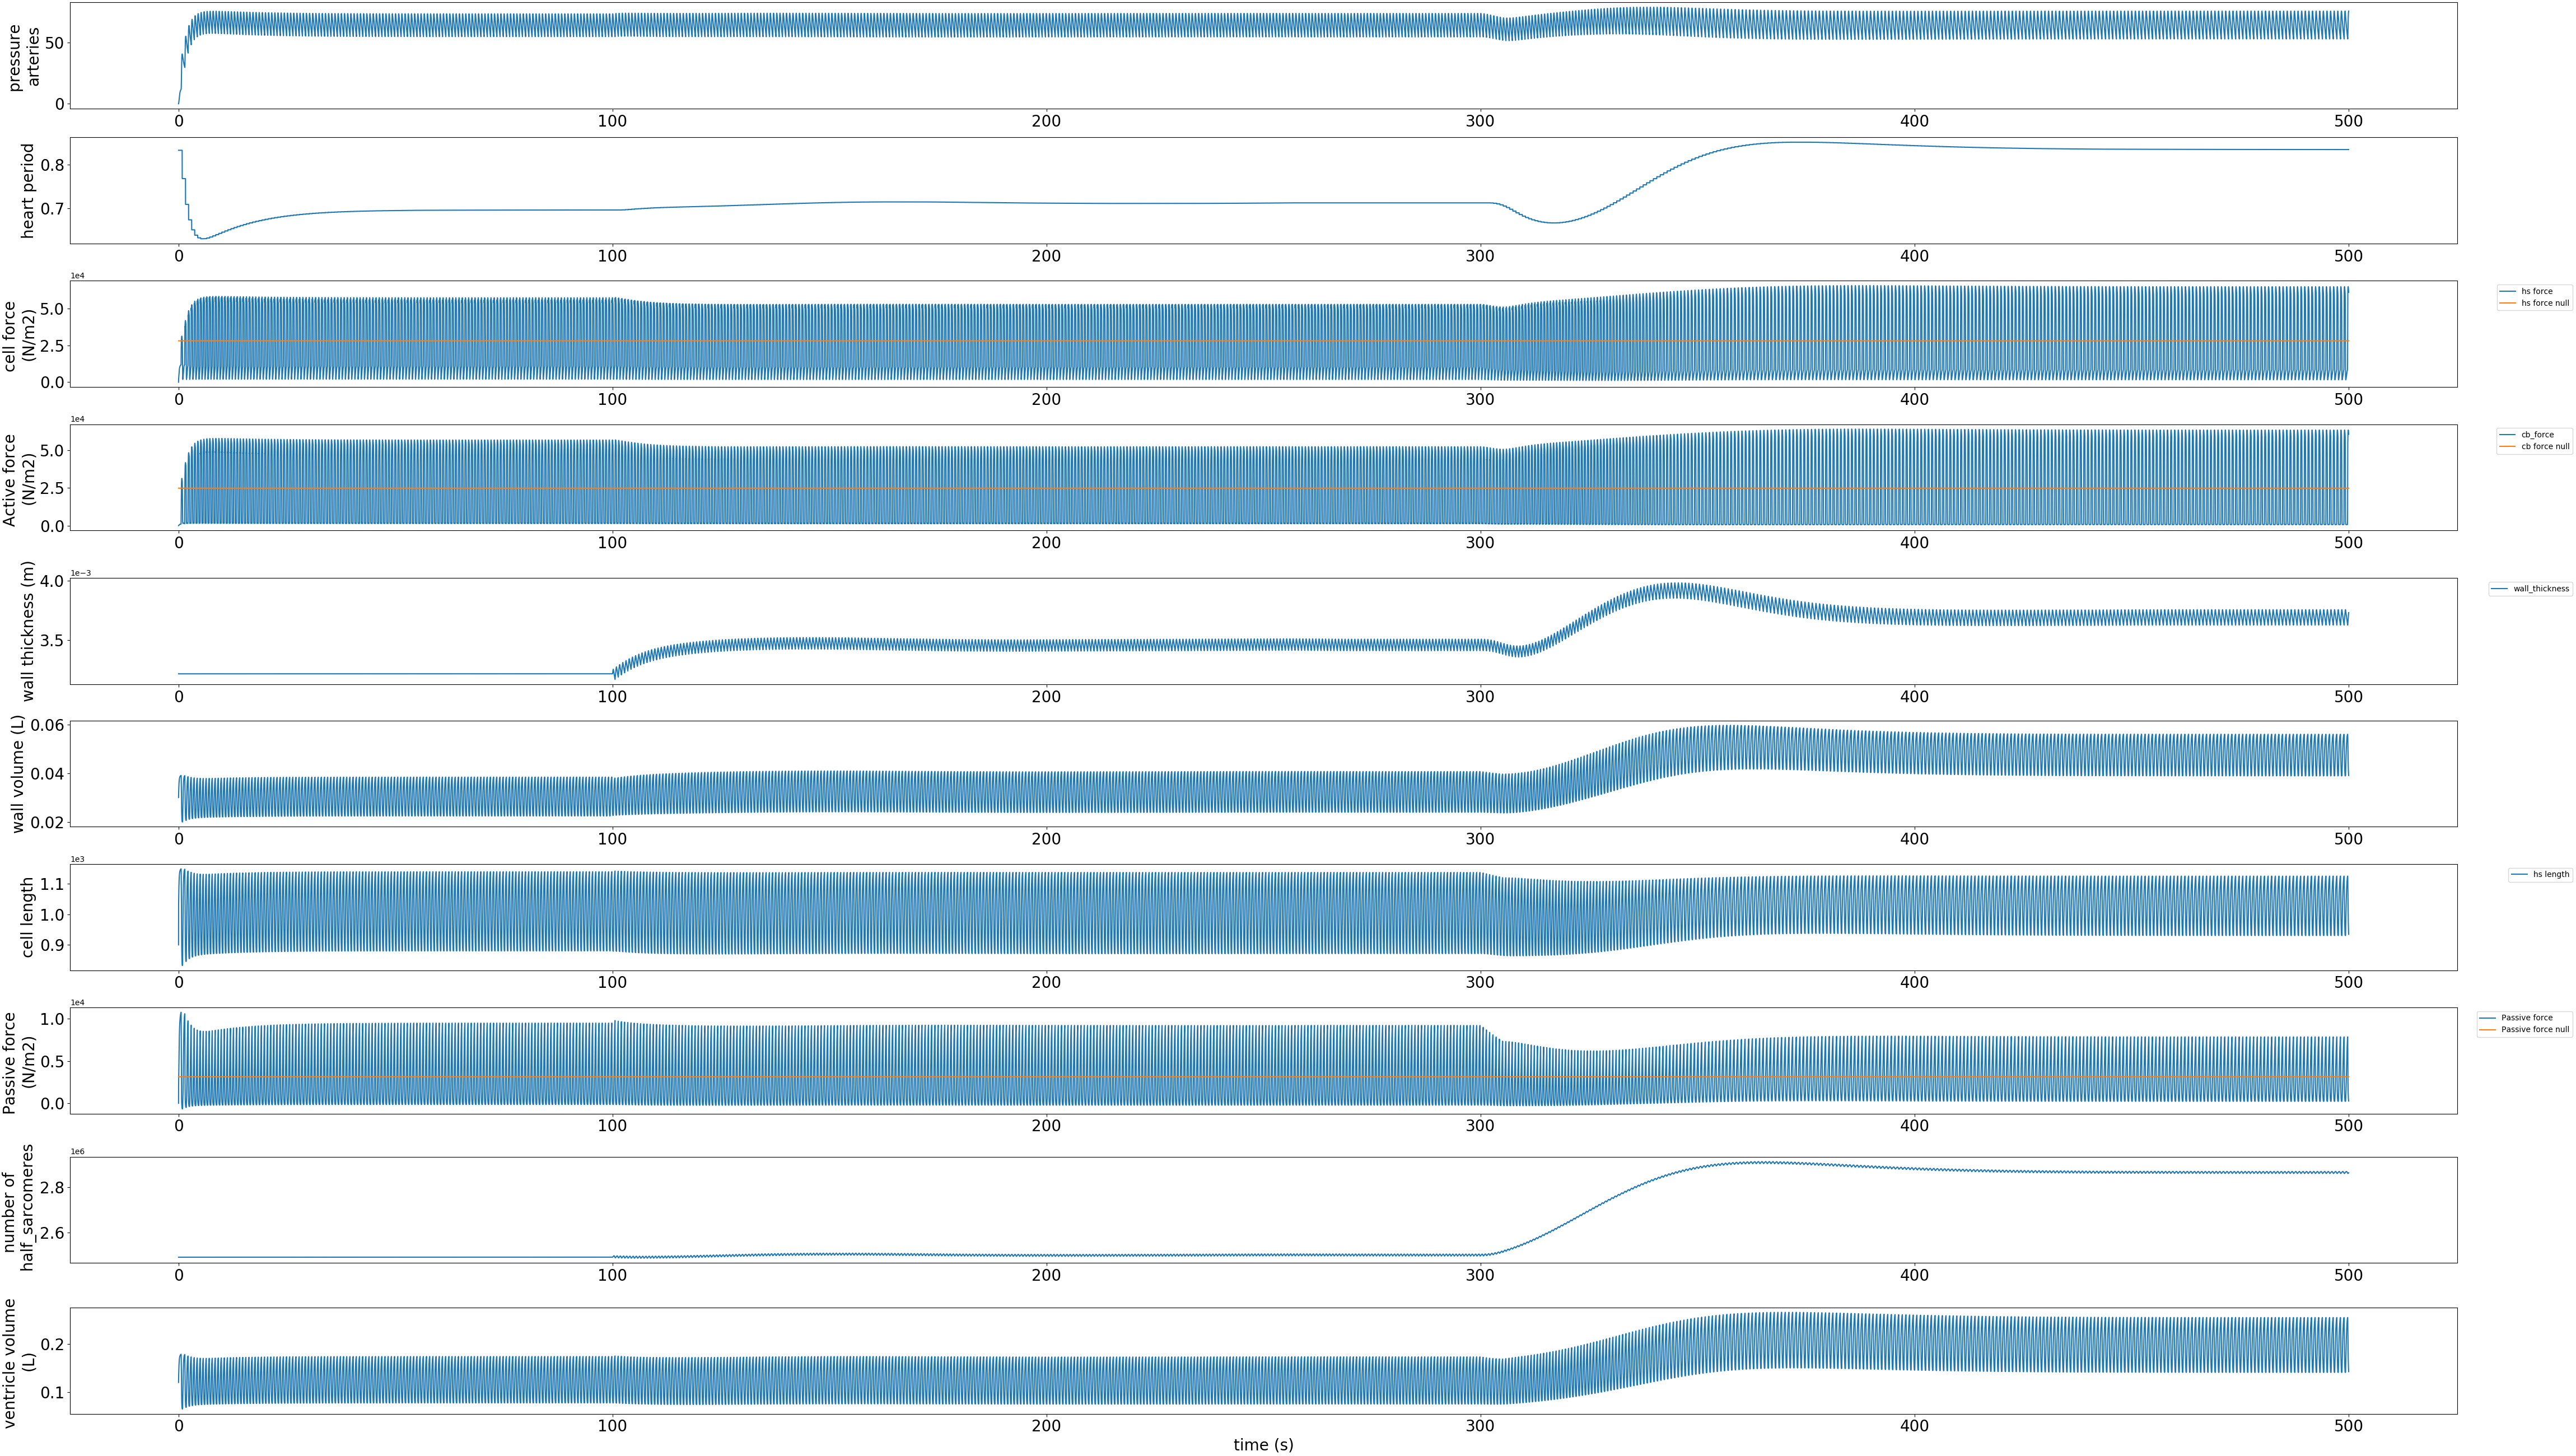 pressure
arteries
50
0
0 100 200 300 400 500
heart period
0.8
0.7
0 100 200 300 400 500
1e4
cell force
(N/m2)
5.0
2.5
0.0
hs force
hs force null
0 100 200 300 400 500
1e4
Active force
(N/m2)
5.0
2.5
0.0
cb_force
cb force null
0 100 200 300 400 500
1e−3
wall thickness (m)
4.0
3.5
wall_thickness
0 100 200 300 400 500
wall volume (L)
0.06
0.04
0.02
0 100 200 300 400 500
1e3
cell length
1.1
1.0
0.9
hs length
0 100 200 300 400 500
1e4
Passive force
(N/m2)
1.0
0.5
0.0
Passive force
Passive force null
0 100 200 300 400 500
1e6
number of
half_sarcomeres
2.8
2.6
0 100 200 300 400 500
ventricle volume
(L)
0.2
0.1
0 100 200 300 400 500
time (s)